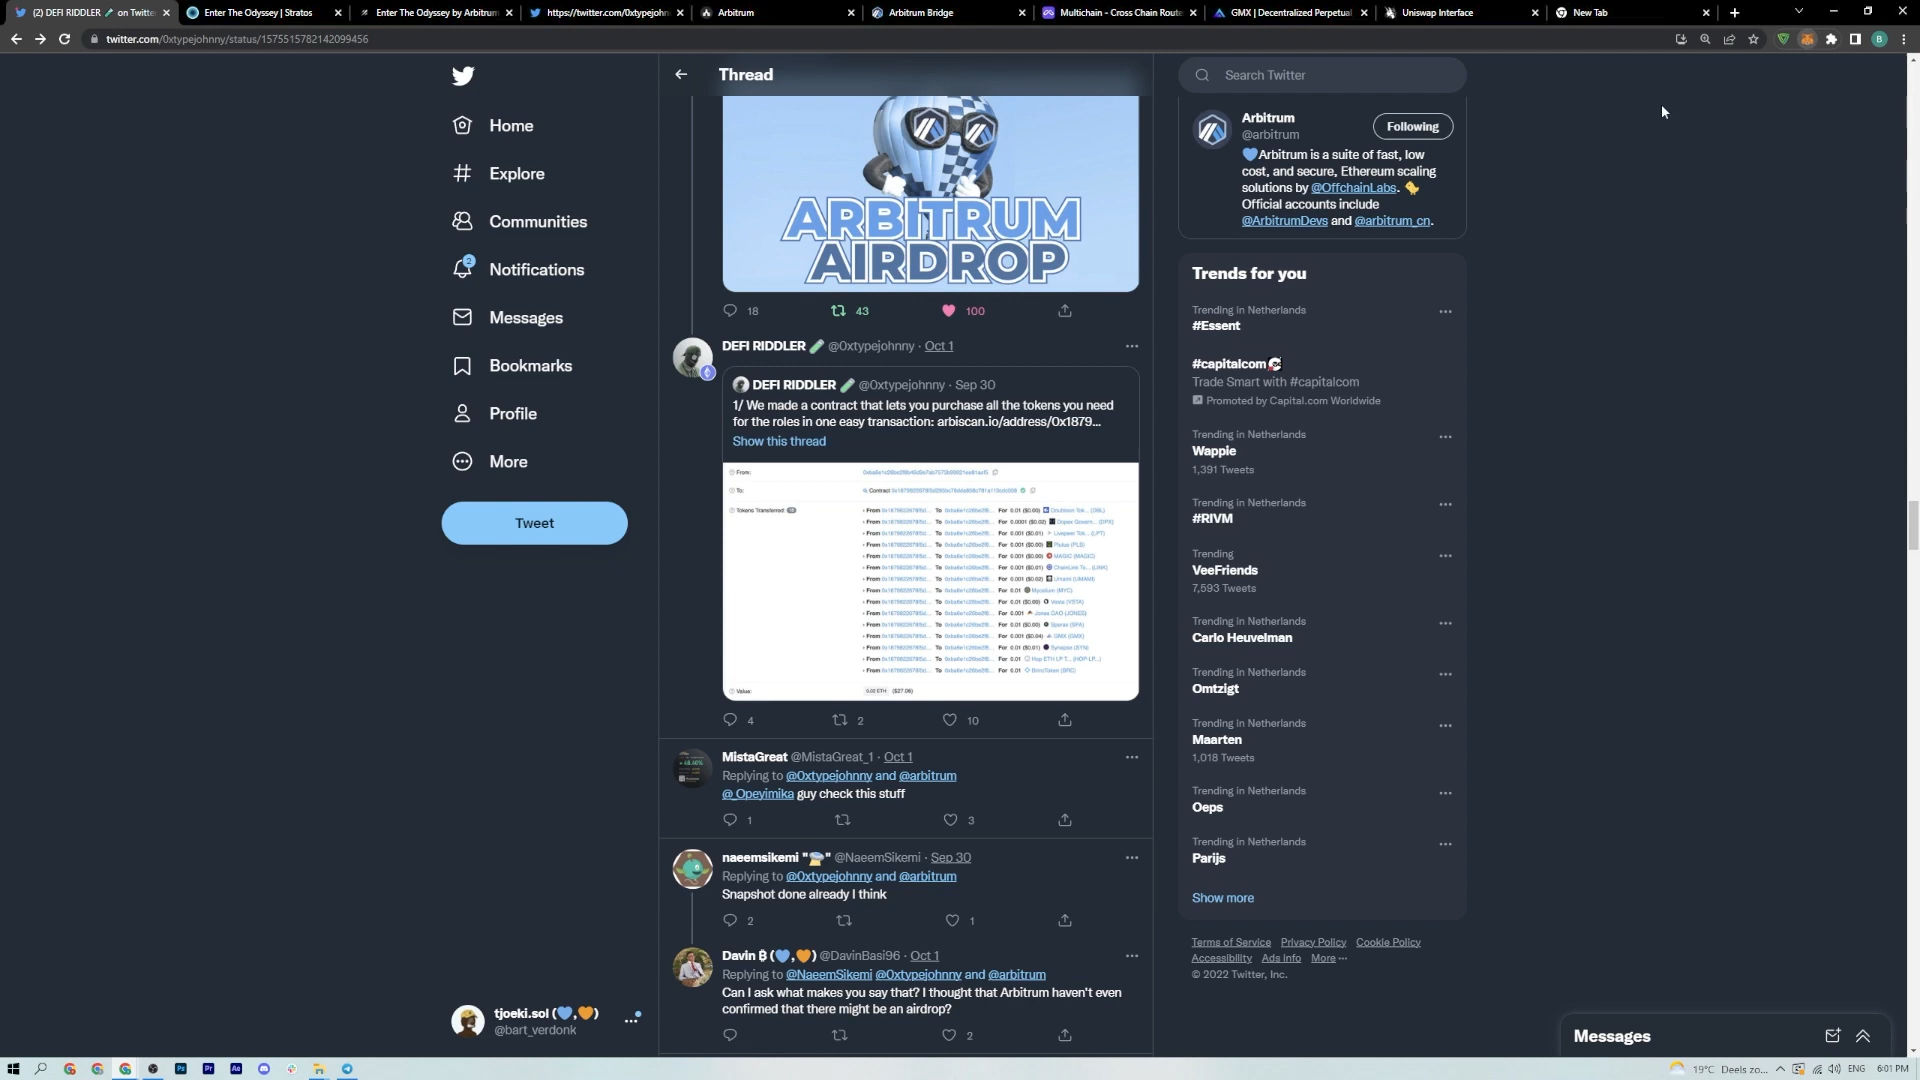 (2) DEFI RIDDLER on Twitte
Enter The Odyssey | Stratos
Enter The Odyssey by Arbitrum
https://twitter.com/0xtypejohn
Arbitrum
Arbitrum Bridge
Multichain - Cross Chain Route
GMX | Decentralized Perpetual
Uniswap Interface
New Tab
twitter.com/0xtypejohnny/status/1575515782142099456
B
Home
Explore
Communities
2
Notifications
Messages
Bookmarks
Profile
More
Tweet
tjoeki.sol (💙,🧡)
@bart_verdonk
Thread
ARBITRUM
AIRDROP
18
43
100
DEFI RIDDLER @0xtypejohnny · Oct 1
DEFI RIDDLER @0xtypejohnny · Sep 30
1/ We made a contract that lets you purchase all the tokens you need
for the roles in one easy transaction: arbiscan.io/address/0x1879...
Show this thread
From:
To:
Tokens Transferred:
Value:
4
2
10
MistaGreat @MistaGreat_1 · Oct 1
Replying to @0xtypejohnny and @arbitrum
@_Opeyimika guy check this stuff
1
3
naeemsikemi "" @NaeemSikemi · Sep 30
Replying to @0xtypejohnny and @arbitrum
Snapshot done already I think
2
1
Davin ₿ (💙,🧡) @DavinBasi96 · Oct 1
Replying to @NaeemSikemi @0xtypejohnny and @arbitrum
Can I ask what makes you say that? I thought that Arbitrum haven't even
confirmed that there might be an airdrop?
2
Search Twitter
Arbitrum
@arbitrum
Following
💙Arbitrum is a suite of fast, low
cost, and secure, Ethereum scaling
solutions by @OffchainLabs.
Official accounts include
@ArbitrumDevs and @arbitrum_cn.
Trends for you
Trending in Netherlands
#Essent
#capitalcom
Trade Smart with #capitalcom
Promoted by Capital.com Worldwide
Trending in Netherlands
Wappie
1,391 Tweets
Trending in Netherlands
#RIVM
Trending
VeeFriends
7,593 Tweets
Trending in Netherlands
Carlo Heuvelman
Trending in Netherlands
Omtzigt
Trending in Netherlands
Maarten
1,018 Tweets
Trending in Netherlands
Oeps
Trending in Netherlands
Parijs
Show more
Terms of Service Privacy Policy Cookie Policy
Accessibility Ads Info More ···
© 2022 Twitter, Inc.
Messages
Ps
Pr
Ae
19°C Deels zo...
ENG
6:01 PM